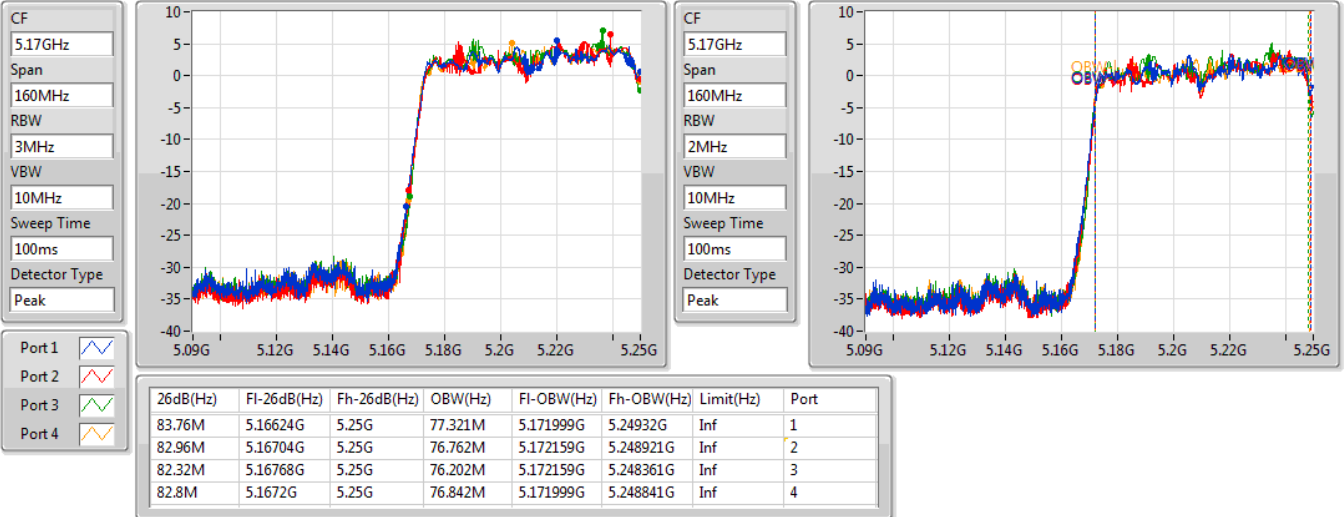 CF
5.17GHz
Span
160MHz
RBW
3MHz
VBW
10MHz
Sweep Time
100ms
Detector Type
Peak
10
5
0
-5
-10
-15
-20
-25
-30
-35
-40
5.09G 5.12G 5.14G 5.16G 5.18G 5.2G 5.22G 5.25G
CF
5.17GHz
Span
160MHz
RBW
2MHz
VBW
10MHz
Sweep Time
100ms
Detector Type
Peak
10
5
0
-5
-10
-15
-20
-25
-30
-35
-40
OBW
OBW
5.09G 5.12G 5.14G 5.16G 5.18G 5.2G 5.22G 5.25G
Port 1
Port 2
Port 3
Port 4
26dB(Hz) Fl-26dB(Hz) Fh-26dB(Hz) OBW(Hz) Fl-OBW(Hz) Fh-OBW(Hz) Limit(Hz) Port
83.76M 5.16624G 5.25G 77.321M 5.171999G 5.24932G Inf 1
82.96M 5.16704G 5.25G 76.762M 5.172159G 5.248921G Inf 2
82.32M 5.16768G 5.25G 76.202M 5.172159G 5.248361G Inf 3
82.8M 5.1672G 5.25G 76.842M 5.171999G 5.248841G Inf 4